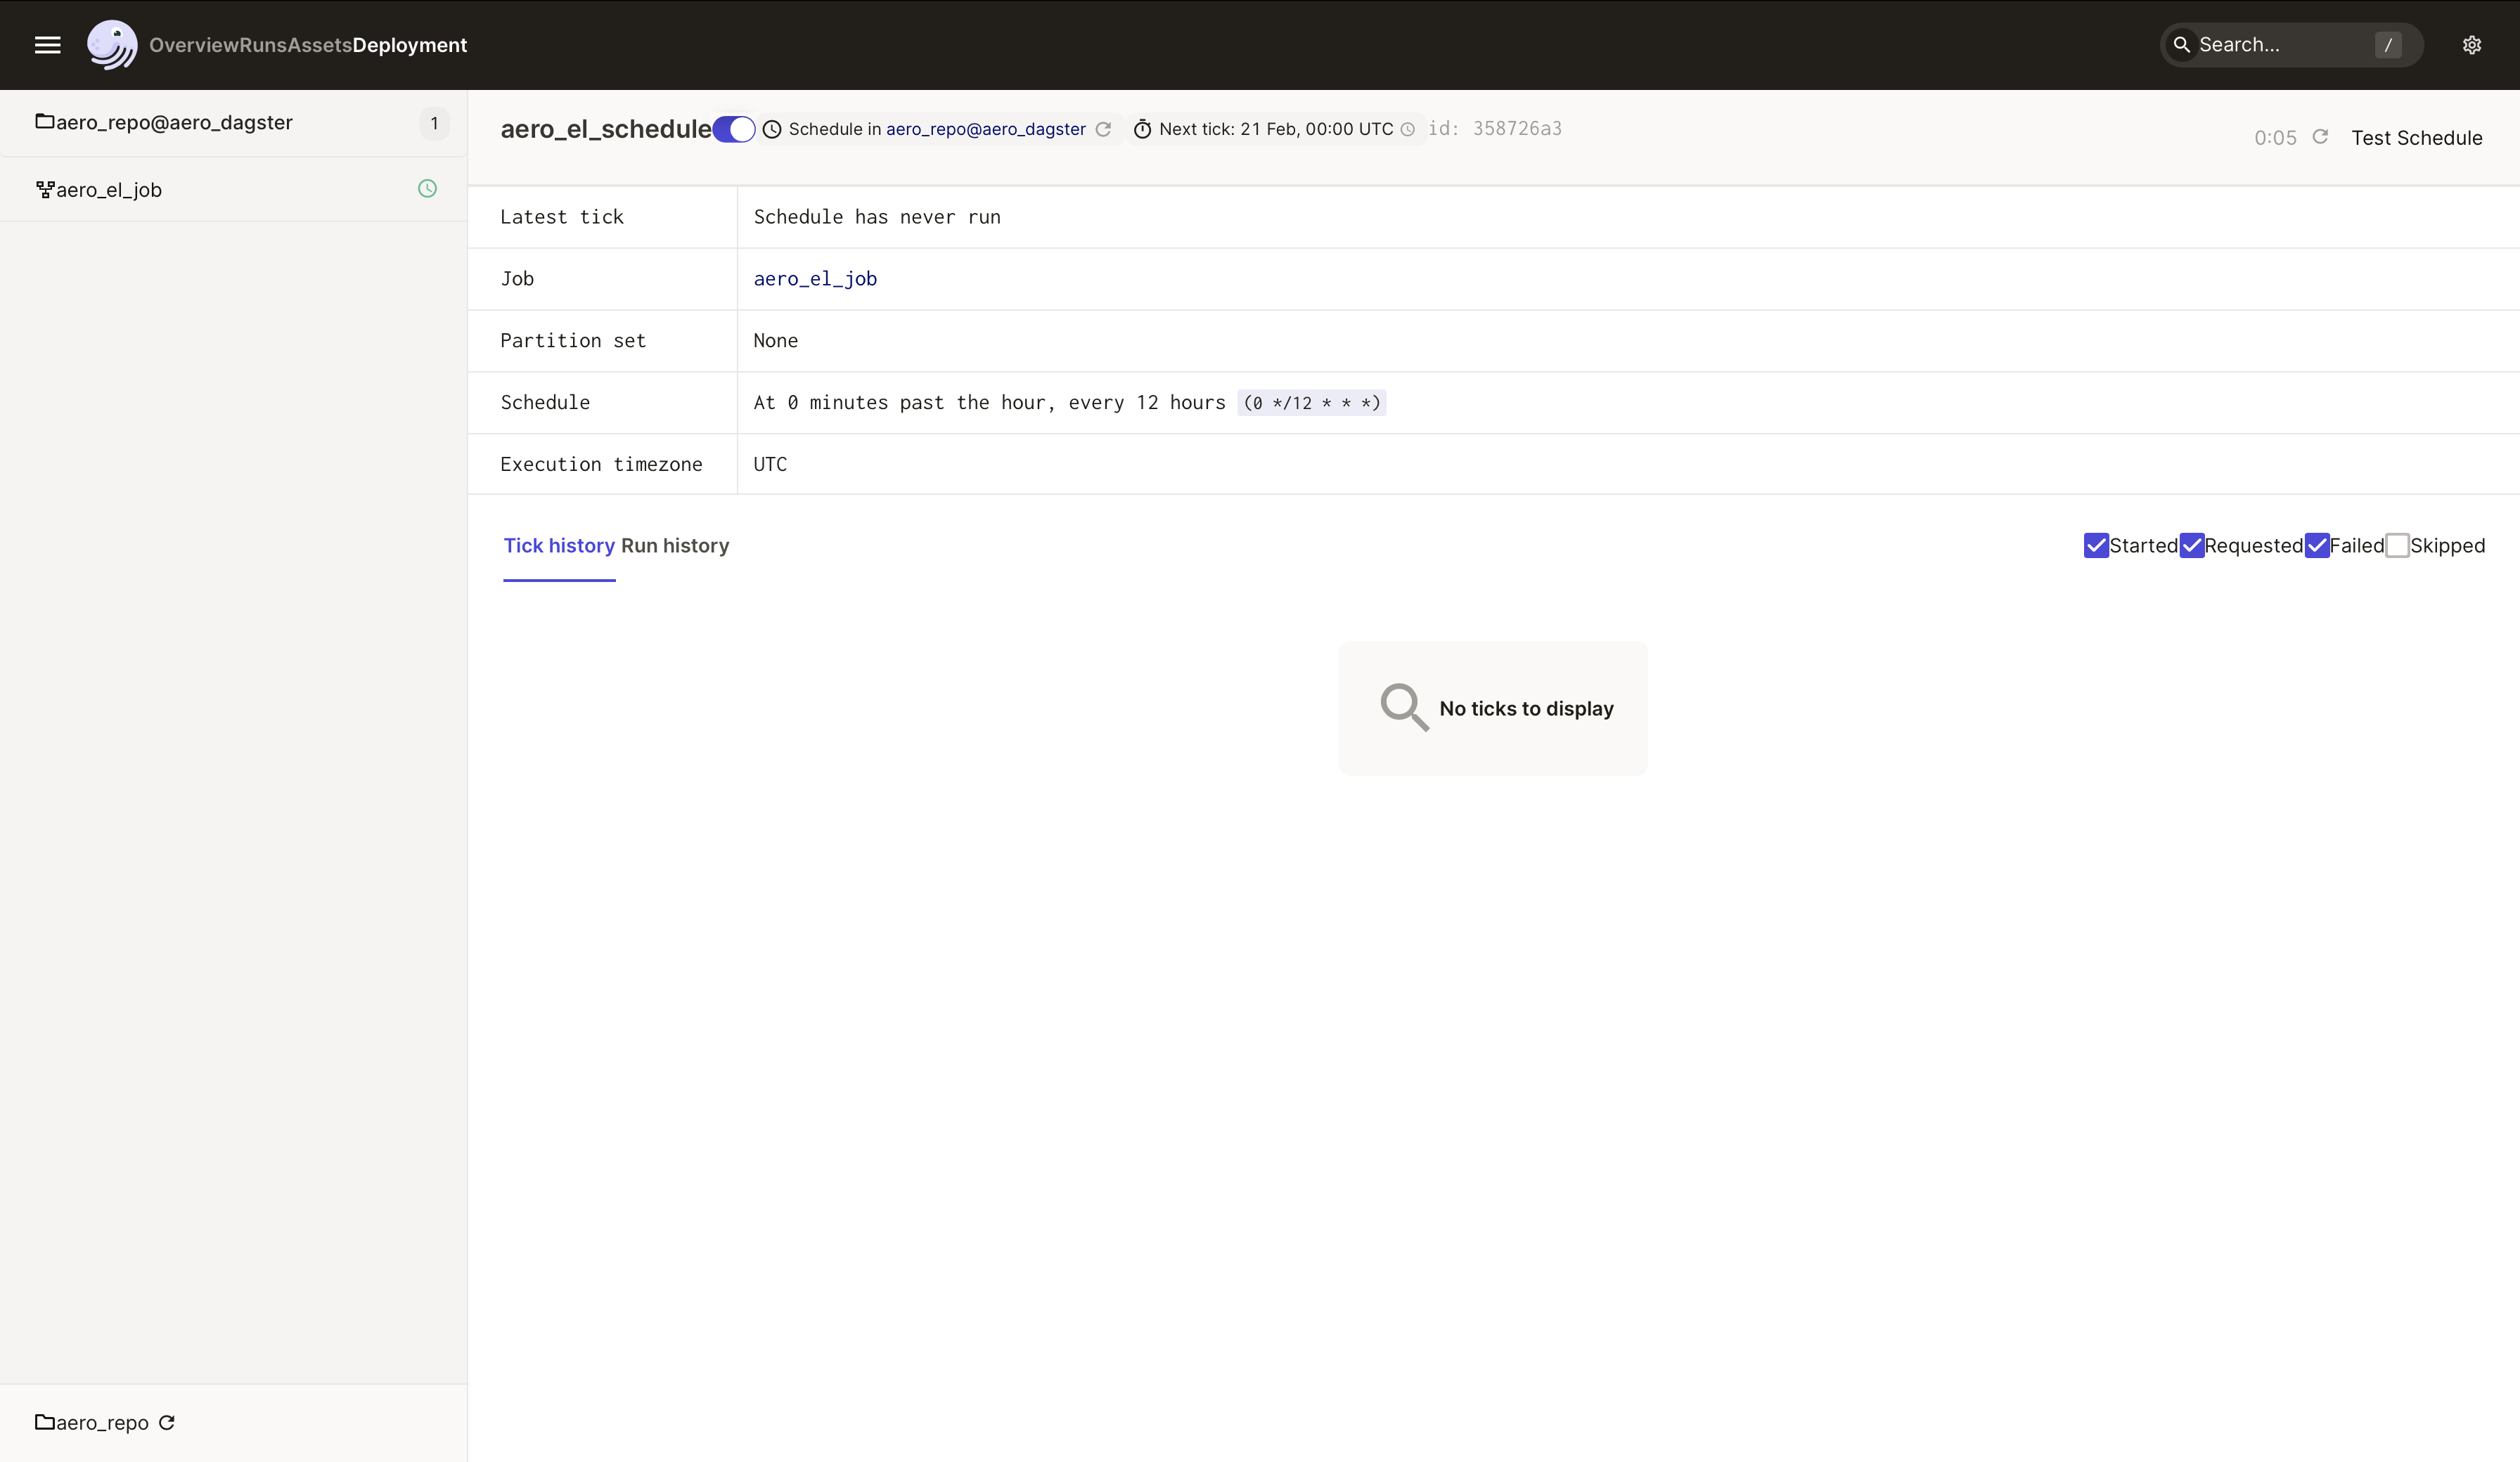 OverviewRunsAssetsDeployment
Search...
/
aero_repo@aero_dagster
1
aero_el_job
aero_repo
aero_el_schedule
Schedule in aero_repo@aero_dagster
Next tick: 21 Feb, 00:00 UTC
id: 358726a3
0:05
Test Schedule
Latest tick
Schedule has never run
Job
aero_el_job
Partition set
None
Schedule
At 0 minutes past the hour, every 12 hours (0 */12 * * *)
Execution timezone
UTC
Tick history
Run history
Started
Requested
Failed
Skipped
No ticks to display